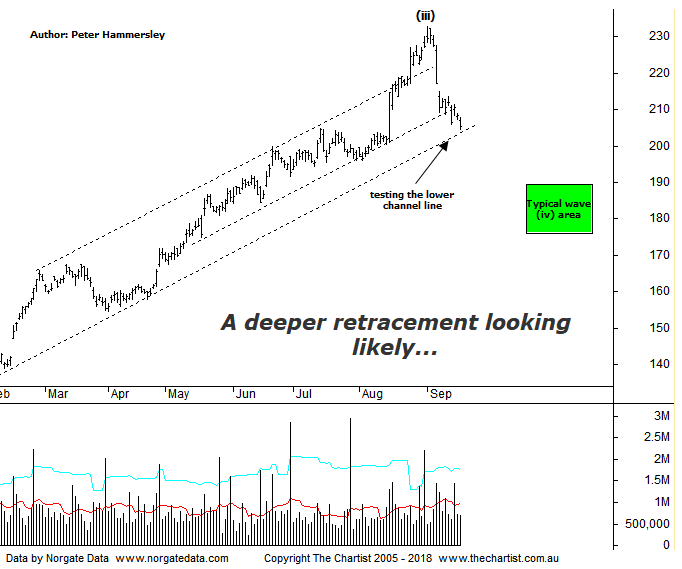 (iii)
Author: Peter Hammersley
230
220
210
200
testing the lower
channel line
190
Typical wave
(iv) area
180
170
160
A deeper retracement looking
likely...
150
140
eb Mar Apr May Jun Jul Aug Sep
3M
2.5M
2M
1.5M
1M
500,000
0
Data by Norgate Data www.norgatedata.com Copyright The Chartist 2005 - 2018 www.thechartist.com.au